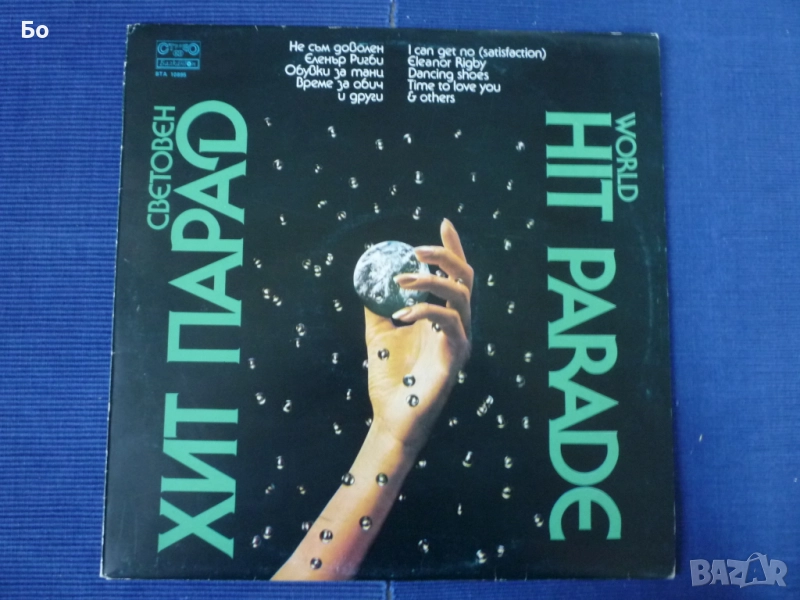 Бо
Не съм доволен
Еленър Ригби
Обувки за танц
Време за обич
и други
I can get no (satisfaction)
Eleanor Rigby
Dancing shoes
Time to love you
& others
СВЕТОВЕН
ХИТ ПАРАД
WORLD
HIT PARADE
BAZAR